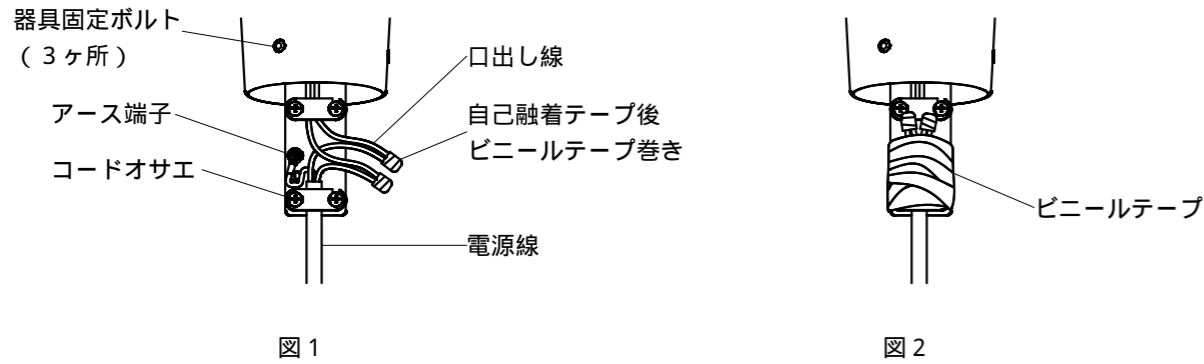 器具固定ボルト
（３ヶ所）
口出し線
アース端子
自己融着テープ後
ビニールテープ巻き
コードオサエ
電源線
ビニールテープ
図１
図２